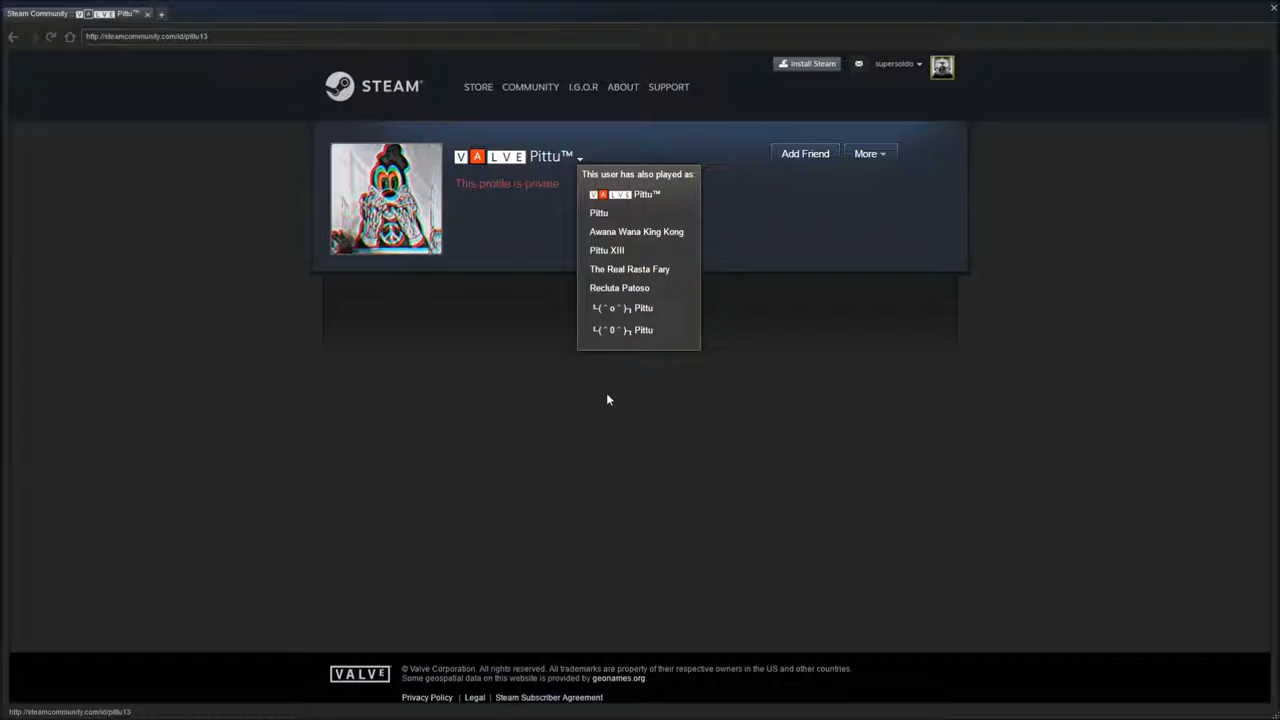 Steam Community :: VALVE Pittu™
http://steamcommunity.com/id/pittu13
Install Steam
supersoldo
STEAM®
STORE COMMUNITY I.G.O.R ABOUT SUPPORT
VALVE Pittu™
Add Friend
More
This profile is private
This user has also played as:
VALVE Pittu™
Pittu
Awana Wana King Kong
Pittu XIII
The Real Rasta Fary
Recluta Patoso
┗( ˆ o ˆ )┓ Pittu
┗( ˆ 0 ˆ )┓ Pittu
VALVE
© Valve Corporation. All rights reserved. All trademarks are property of their respective owners in the US and other countries.
Some geospatial data on this website is provided by geonames.org.
Privacy Policy | Legal | Steam Subscriber Agreement
http://steamcommunity.com/id/pittu13